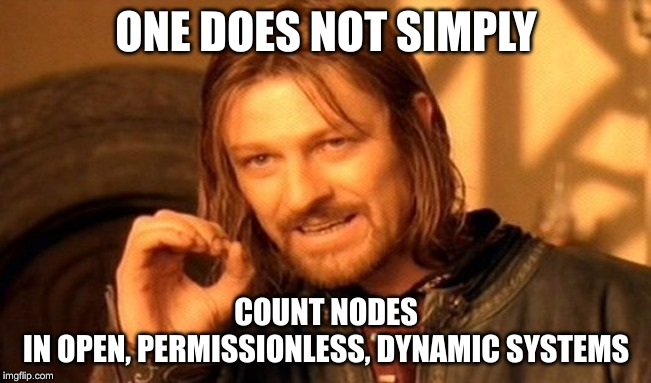 ONE DOES NOT SIMPLY
COUNT NODES
IN OPEN, PERMISSIONLESS, DYNAMIC SYSTEMS
imgflip.com